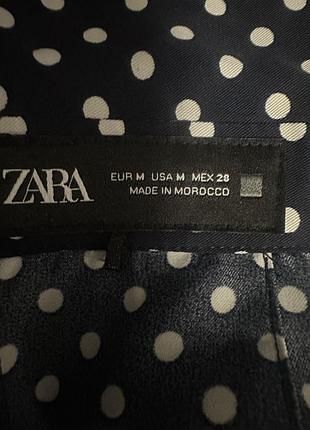 ZARA
EUR M USA M MEX 28
MADE IN MOROCCO